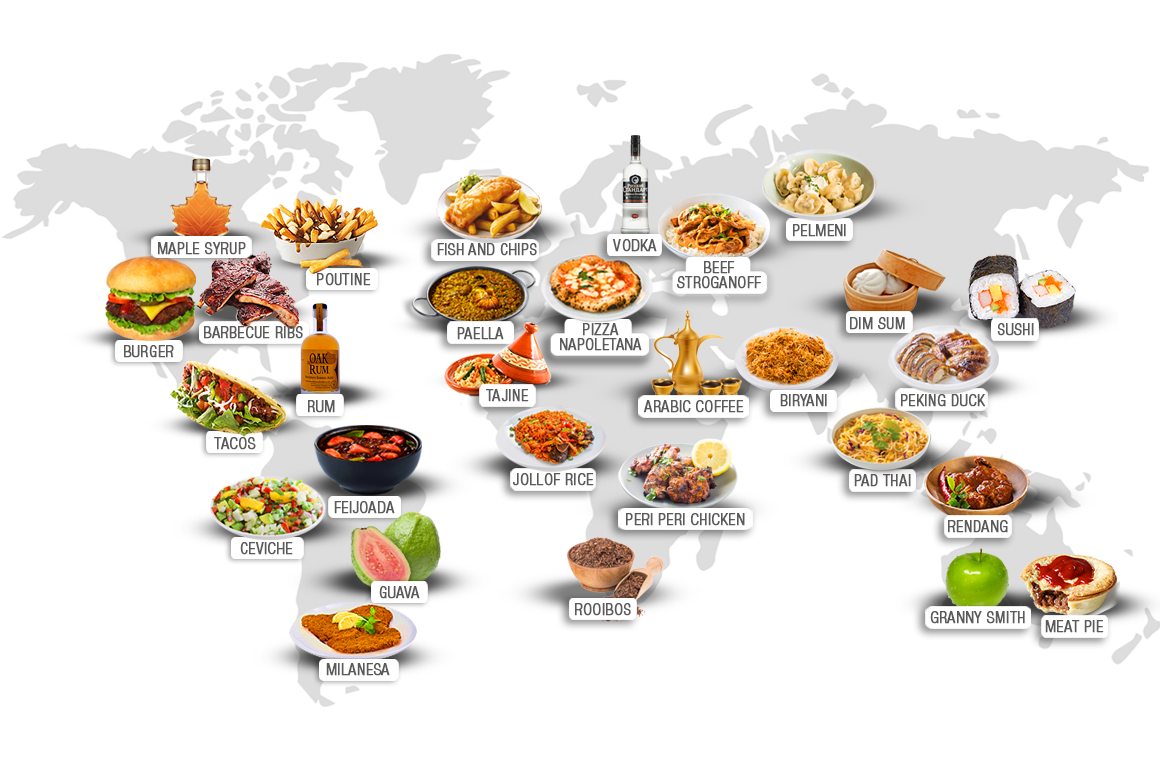 MAPLE SYRUP
POUTINE
FISH AND CHIPS
VODKA
BEEF
STROGANOFF
PELMENI
BURGER
BARBECUE RIBS
PAELLA
PIZZA
NAPOLETANA
DIM SUM
SUSHI
OAK
RUM
RUM
TACOS
TAJINE
ARABIC COFFEE
BIRYANI
PEKING DUCK
FEIJOADA
JOLLOF RICE
PAD THAI
CEVICHE
PERI PERI CHICKEN
RENDANG
GUAVA
ROOIBOS
GRANNY SMITH
MEAT PIE
MILANESA